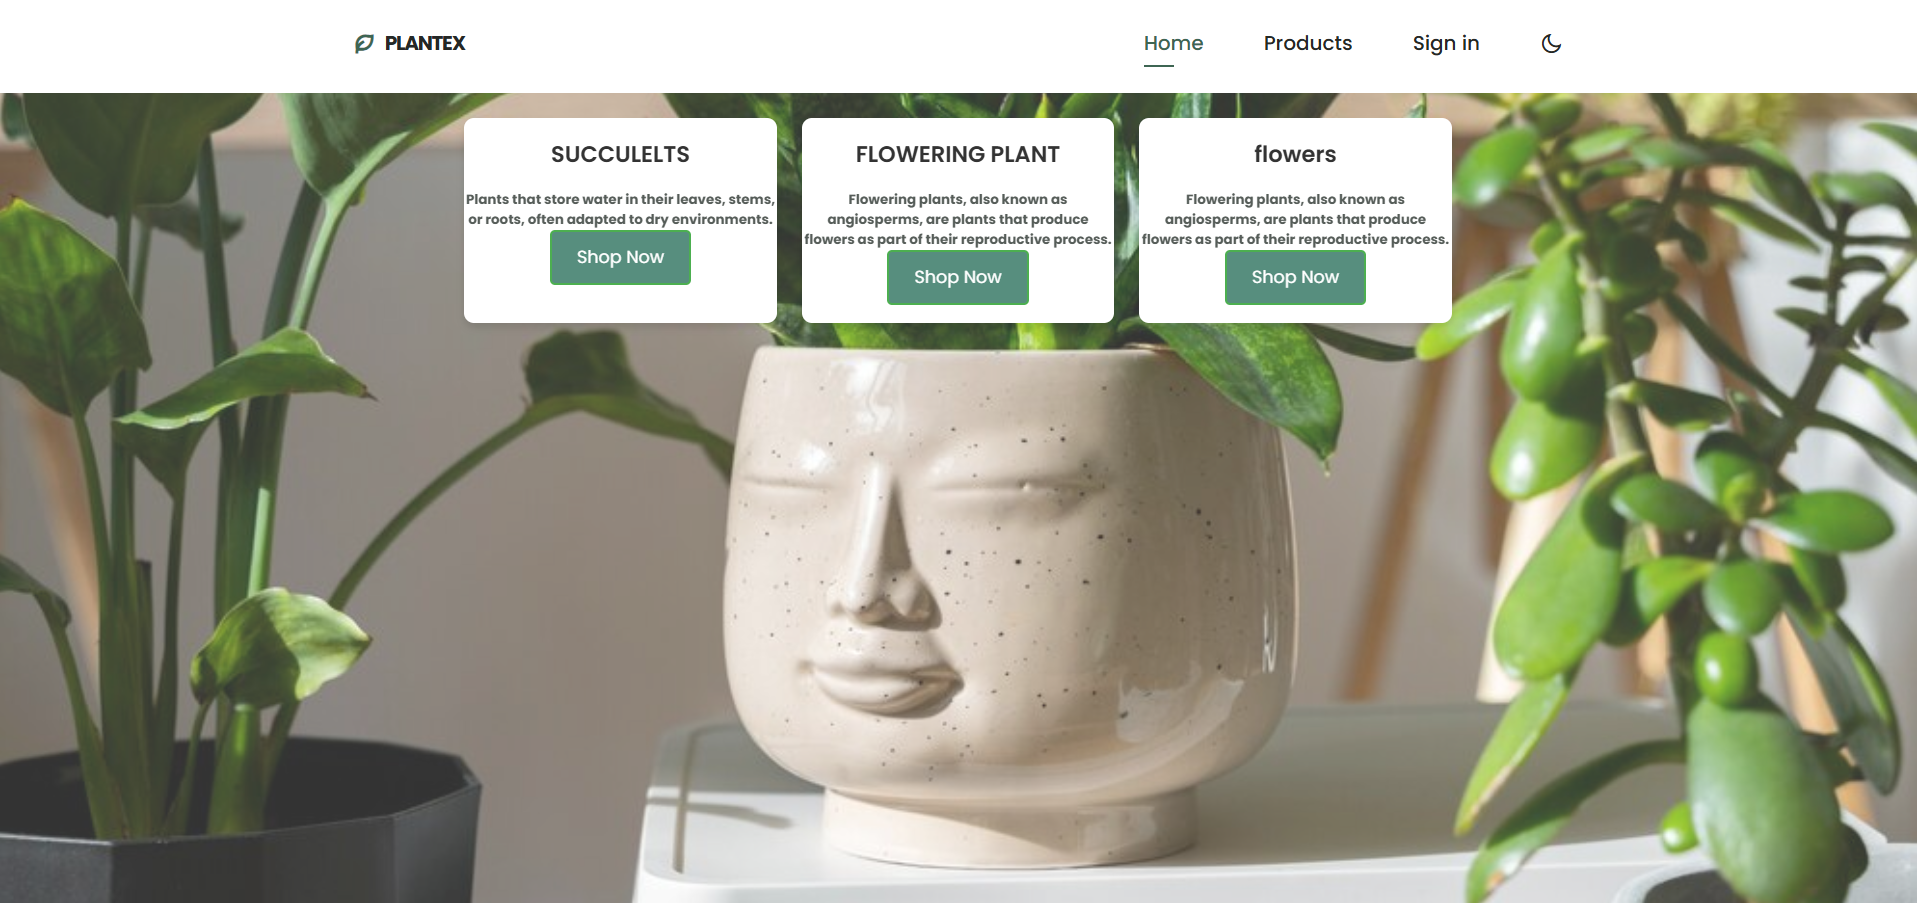 PLANTEX
Home
Products
Sign in
SUCCULELTS
Plants that store water in their leaves, stems,
or roots, often adapted to dry environments.
Shop Now
FLOWERING PLANT
Flowering plants, also known as
angiosperms, are plants that produce
flowers as part of their reproductive process.
Shop Now
flowers
Flowering plants, also known as
angiosperms, are plants that produce
flowers as part of their reproductive process.
Shop Now